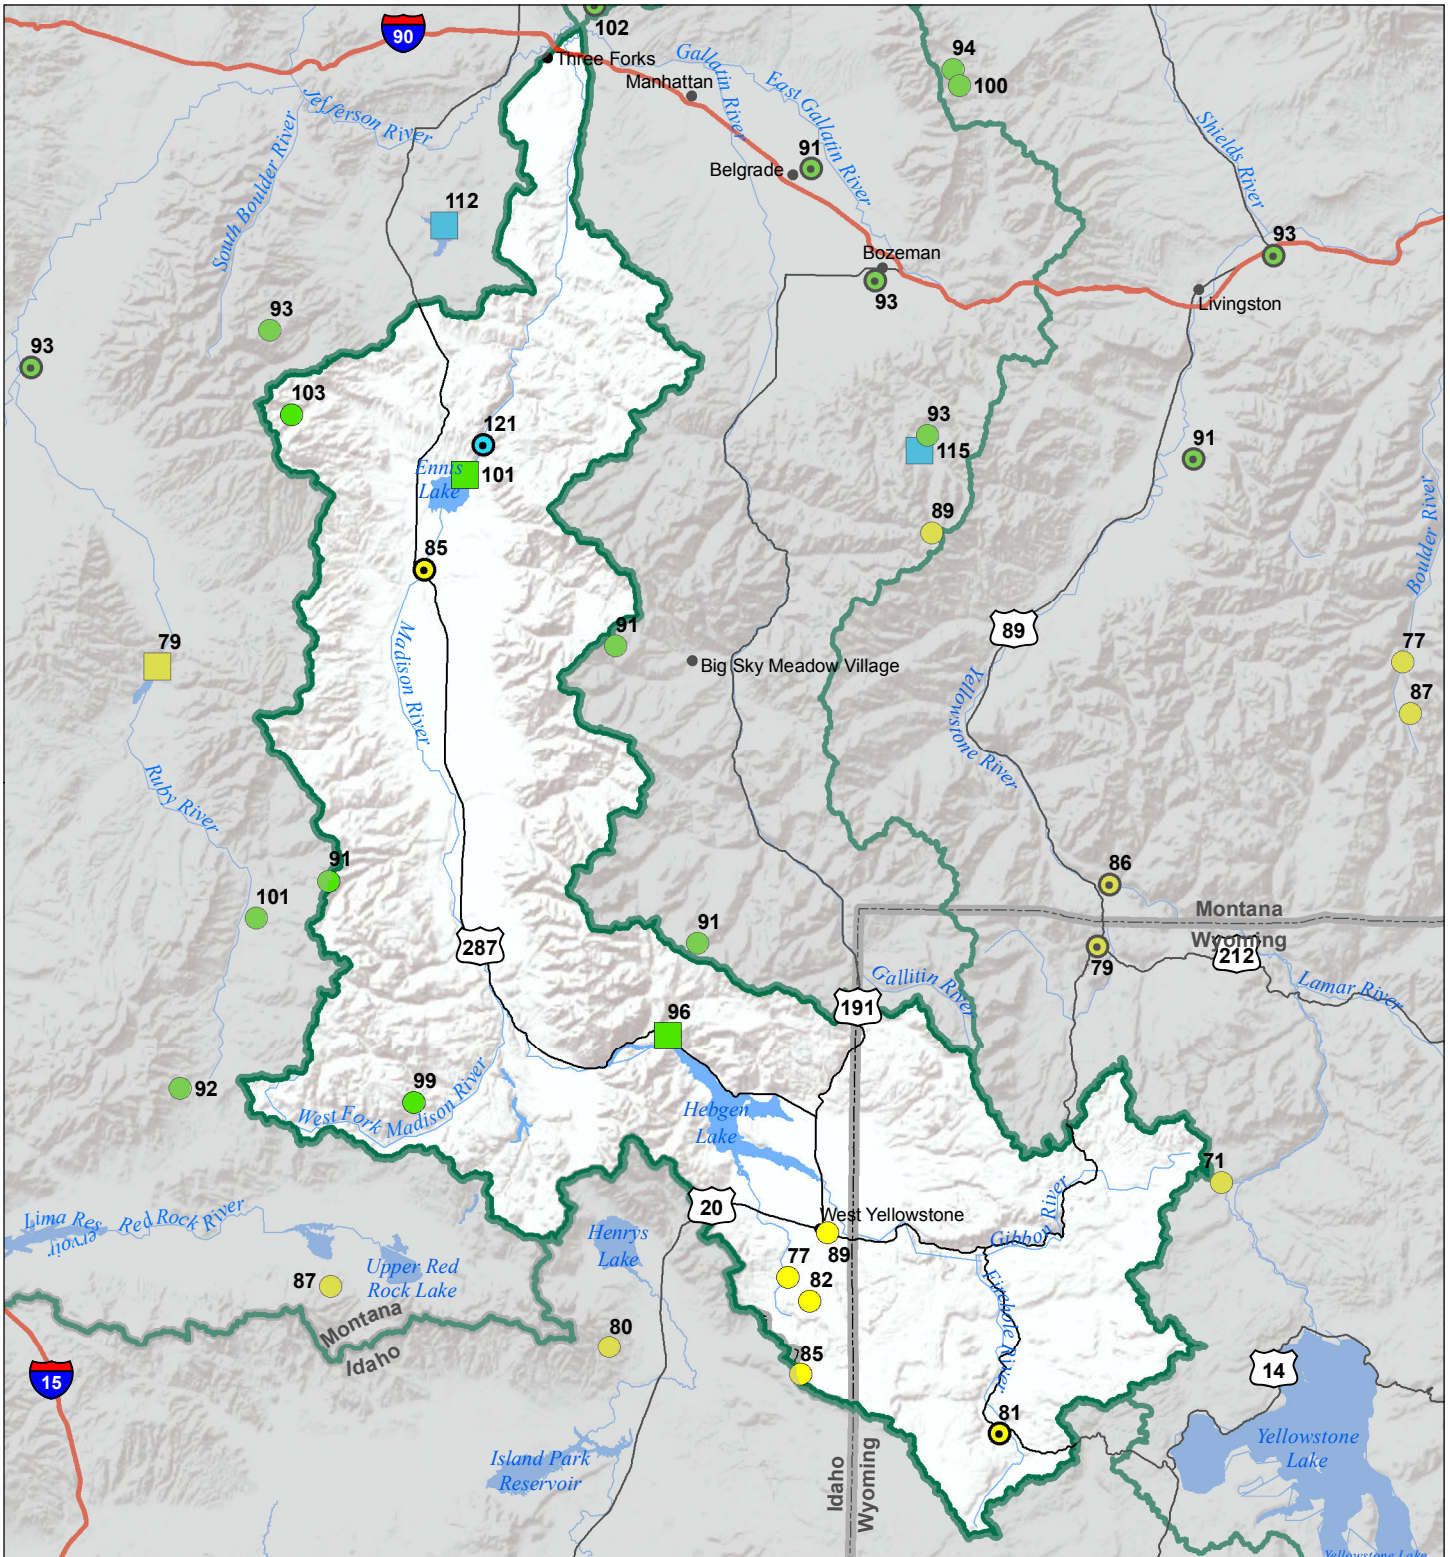 102
90
Three Forks
Gallatin River
94
100
Manhattan
East Gallatin River
Jefferson River
Shields River
South Boulder River
91
Belgrade
112
93
Bozeman
93
Livingston
93
93
103
121
93
115
91
Ennis
Lake
101
Boulder River
89
85
89
79
91
77
Madison River
Big Sky Meadow Village
Yellowstone River
87
Ruby River
91
86
101
91
Montana
Wyoming
287
79
212
Gallitin River
Lamar River
191
96
92
99
West Fork Madison River
Hebgen
Lake
71
Lima Reservoir
Red Rock River
20
West Yellowstone
Gibbon River
Henrys
Lake
89
Upper Red
Rock Lake
77
82
87
Firehole River
Montana
Idaho
80
85
14
15
81
Yellowstone
Lake
Island Park
Reservoir
Idaho
Wyoming
Yellowstone Lake